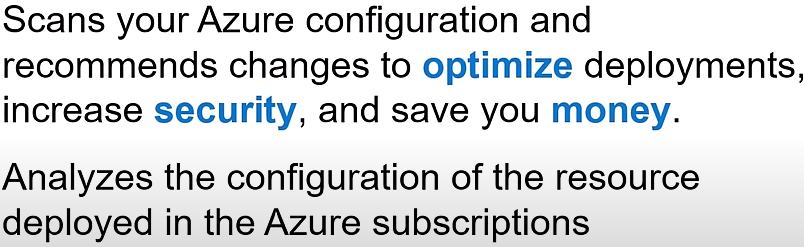 Scans your Azure configuration and
recommends changes to optimize deployments,
increase security, and save you money.
Analyzes the configuration of the resource
deployed in the Azure subscriptions